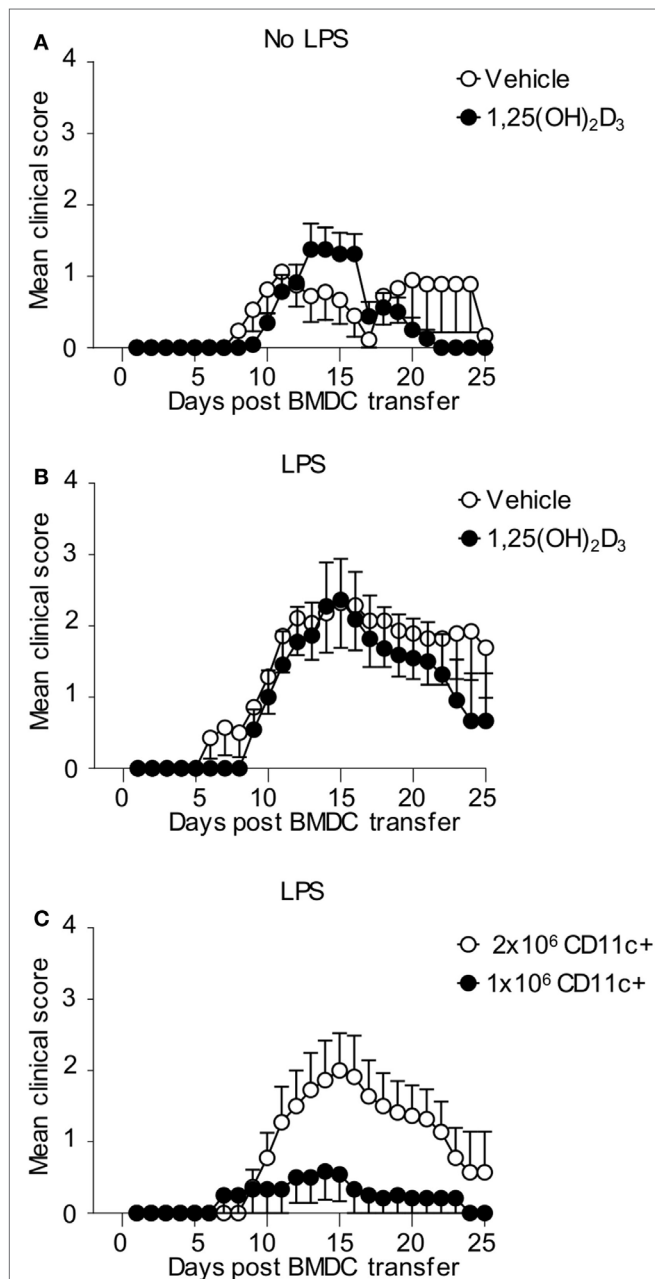 A
No LPS
4
3
2
1
0
Mean clinical score
Vehicle
1,25(OH)₂D₃
0 5 10 15 20 25
Days post BMDC transfer
B
LPS
4
3
2
1
0
Mean clinical score
Vehicle
1,25(OH)₂D₃
0 5 10 15 20 25
Days post BMDC transfer
C
LPS
4
3
2
1
0
Mean clinical score
2x10⁶ CD11c+
1x10⁶ CD11c+
0 5 10 15 20 25
Days post BMDC transfer